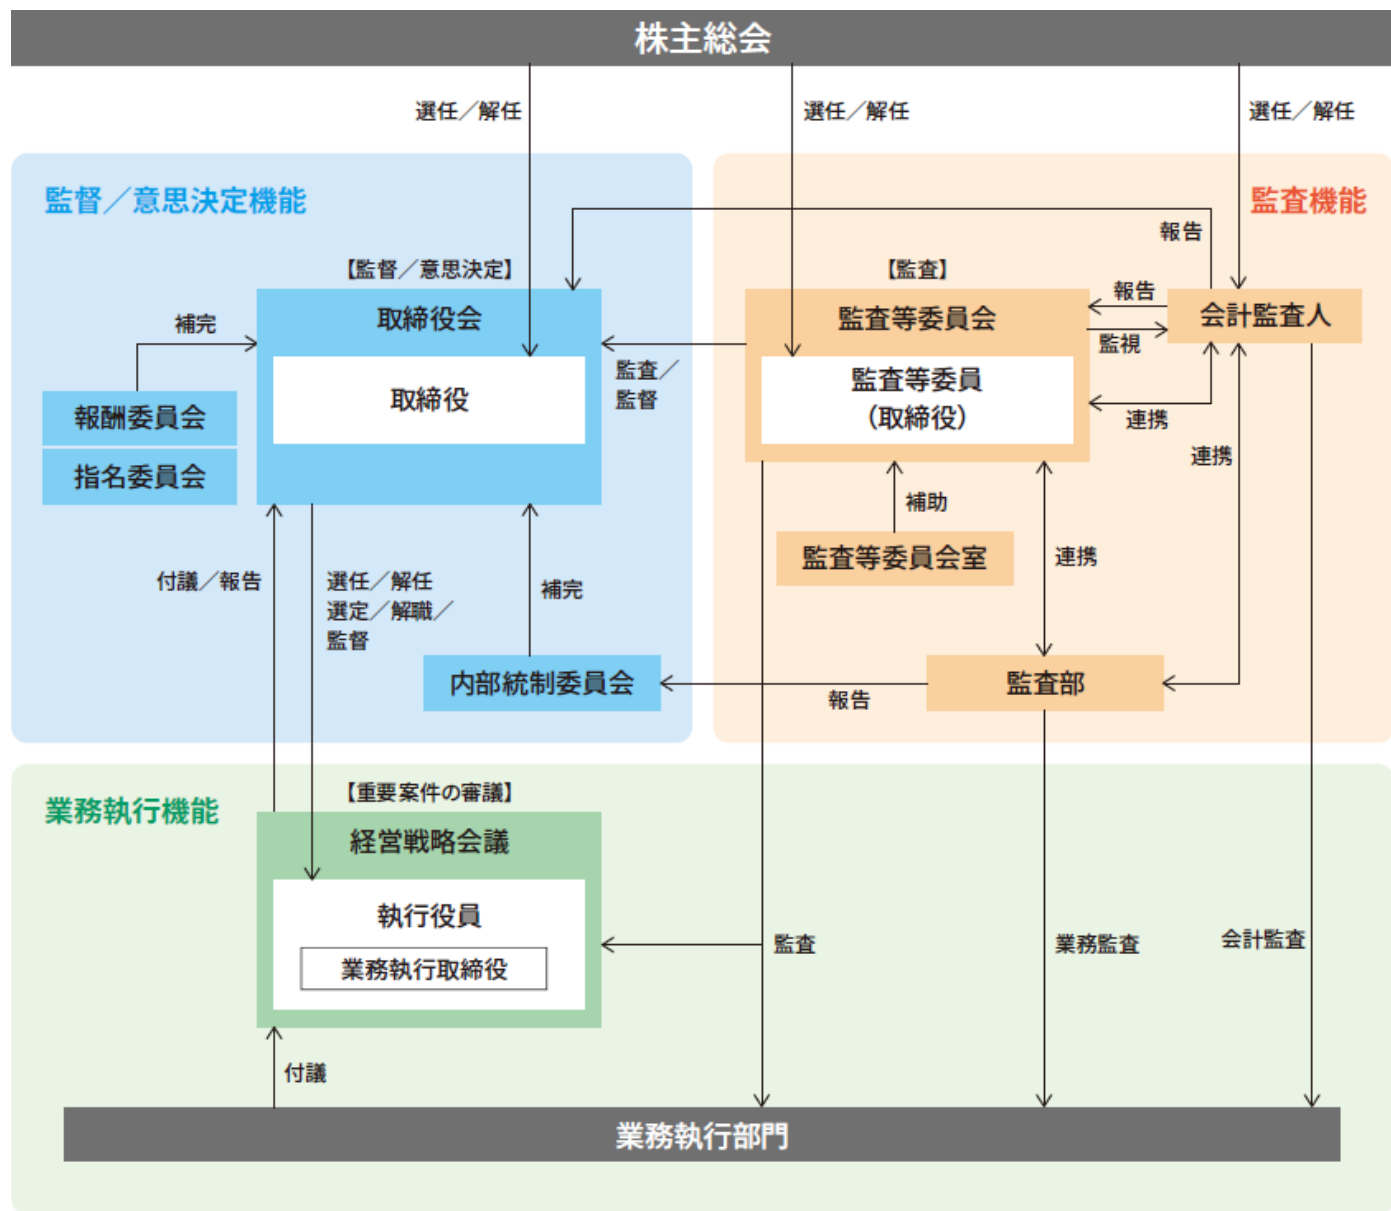 株主総会
選任／解任
選任／解任
選任／解任
監督／意思決定機能
監査機能
報告
【監督／意思決定】
【監査】
取締役会
監査等委員会
報告
会計監査人
補完
監視
取締役
監査／
監督
監査等委員
（取締役）
報酬委員会
連携
指名委員会
連携
補助
監査等委員会室
連携
付議／報告
選任／解任
選定／解職／
監督
補完
内部統制委員会
報告
監査部
業務執行機能
【重要案件の審議】
経営戦略会議
執行役員
業務執行取締役
監査
業務監査
会計監査
付議
業務執行部門